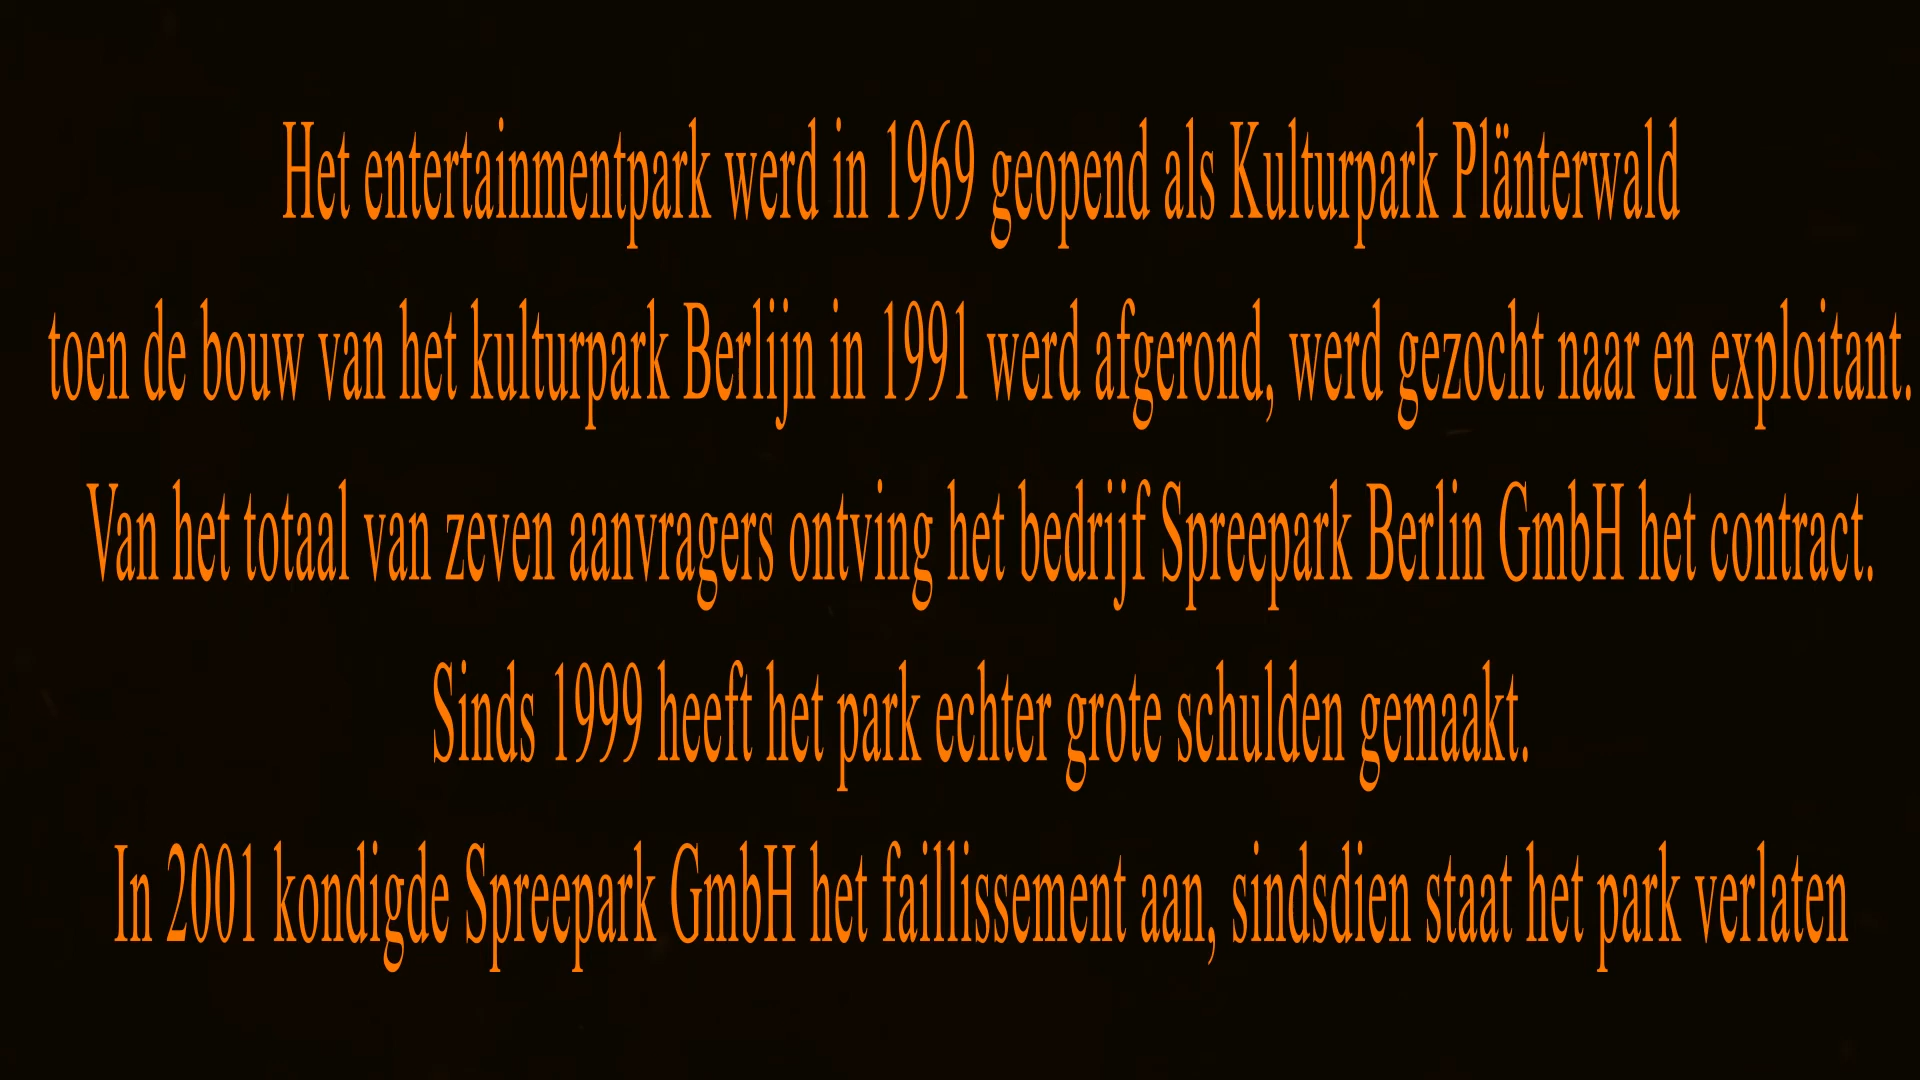 Het entertainmentpark werd in 1969 geopend als Kulturpark Plänterwald
toen de bouw van het kulturpark Berlijn in 1991 werd afgerond, werd gezocht naar en exploitant.
Van het totaal van zeven aanvragers ontving het bedrijf Spreepark Berlin GmbH het contract.
Sinds 1999 heeft het park echter grote schulden gemaakt.
In 2001 kondigde Spreepark GmbH het faillissement aan, sindsdien staat het park verlaten